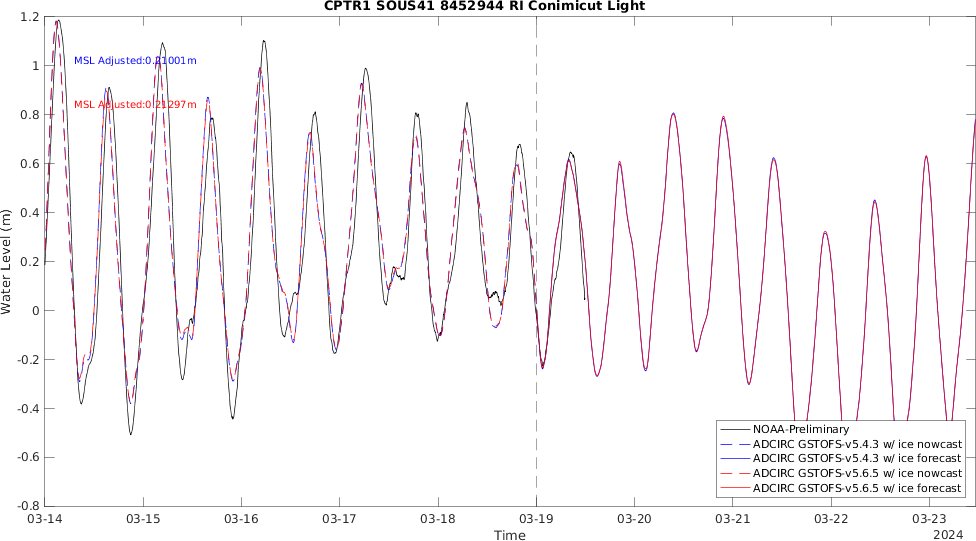 CPTR1 SOUS41 8452944 RI Conimicut Light
MSL Adjusted:0.21001m
MSL Adjusted:0.21297m
Water Level (m)
1.2
1
0.8
0.6
0.4
0.2
0
-0.2
-0.4
-0.6
-0.8
NOAA-Preliminary
ADCIRC GSTOFS-v5.4.3 w/ ice nowcast
ADCIRC GSTOFS-v5.4.3 w/ ice forecast
ADCIRC GSTOFS-v5.6.5 w/ ice nowcast
ADCIRC GSTOFS-v5.6.5 w/ ice forecast
03-14 03-15 03-16 03-17 03-18 03-19 03-20 03-21 03-22 03-23
Time
2024